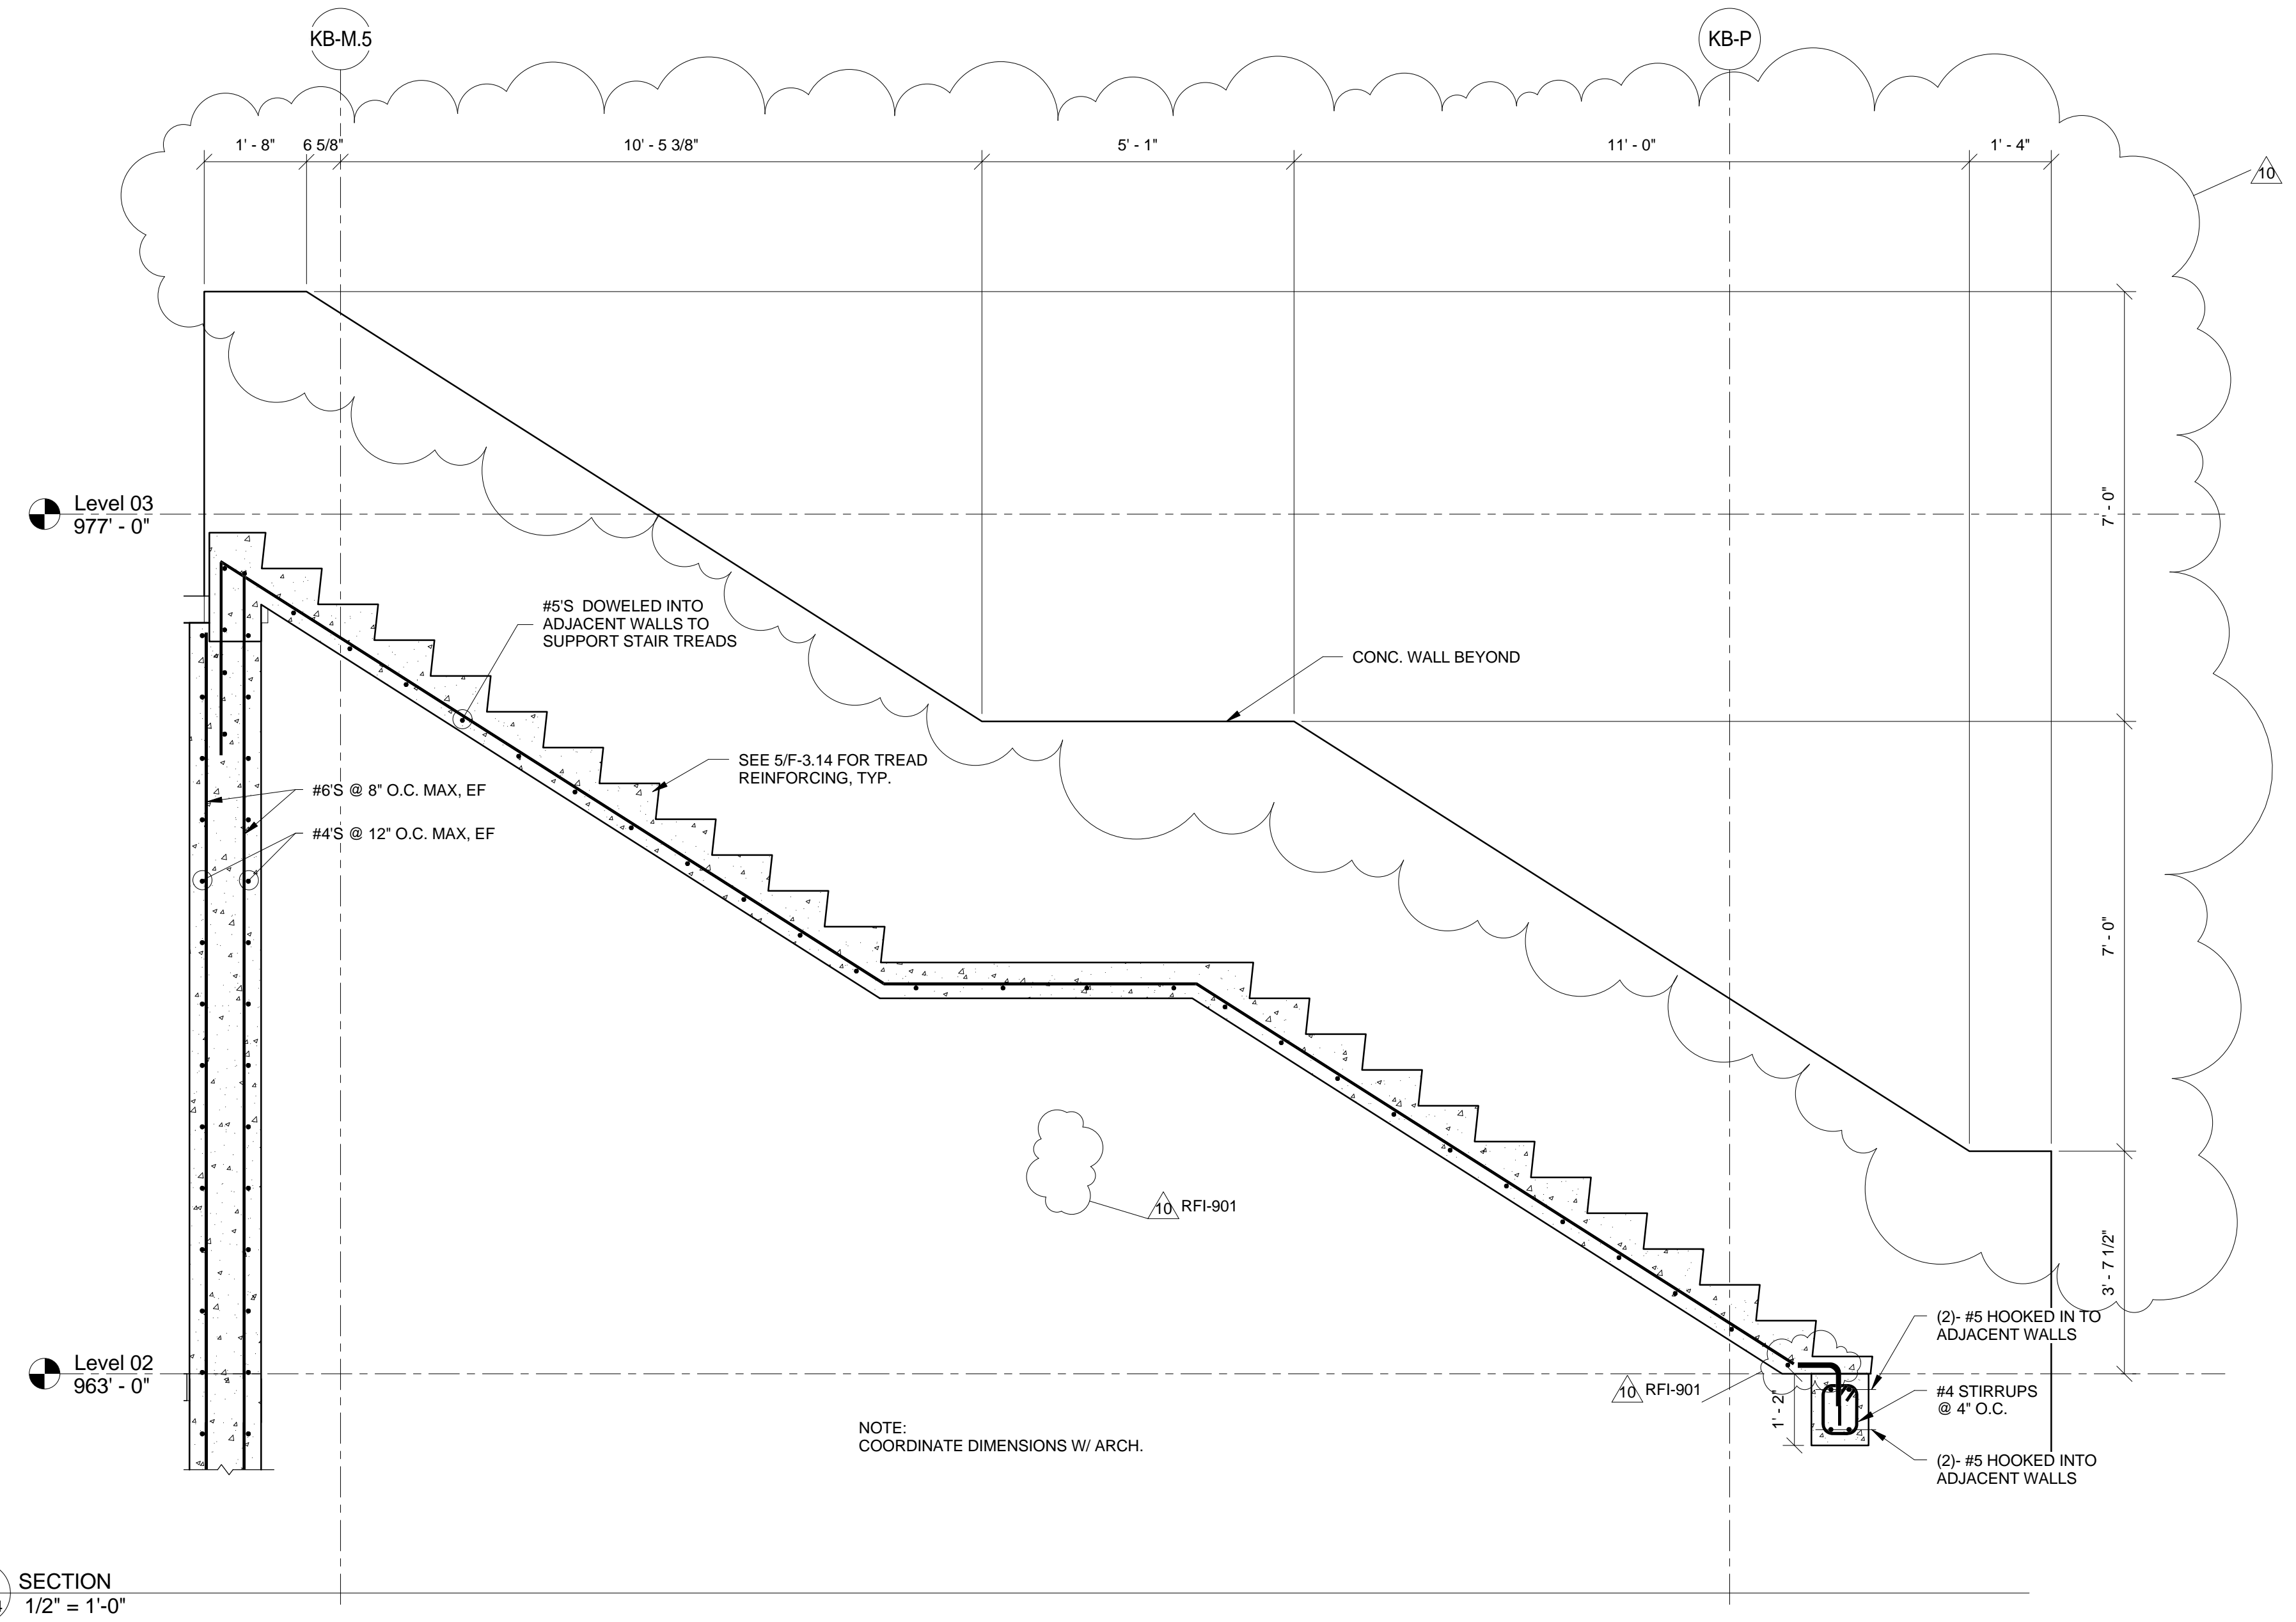 KB-M.5
KB-P
1' - 8"
6 5/8"
10' - 5 3/8"
5' - 1"
11' - 0"
1' - 4"
10
Level 03
977' - 0"
7' - 0"
#5'S DOWELED INTO
ADJACENT WALLS TO
SUPPORT STAIR TREADS
CONC. WALL BEYOND
SEE 5/F-3.14 FOR TREAD
REINFORCING, TYP.
#6'S @ 8" O.C. MAX, EF
#4'S @ 12" O.C. MAX, EF
7' - 0"
10 RFI-901
3' - 7 1/2"
(2)- #5 HOOKED IN TO
ADJACENT WALLS
Level 02
963' - 0"
10 RFI-901
1' - 2"
#4 STIRRUPS
@ 4" O.C.
NOTE:
COORDINATE DIMENSIONS W/ ARCH.
(2)- #5 HOOKED INTO
ADJACENT WALLS
SECTION
1/2" = 1'-0"